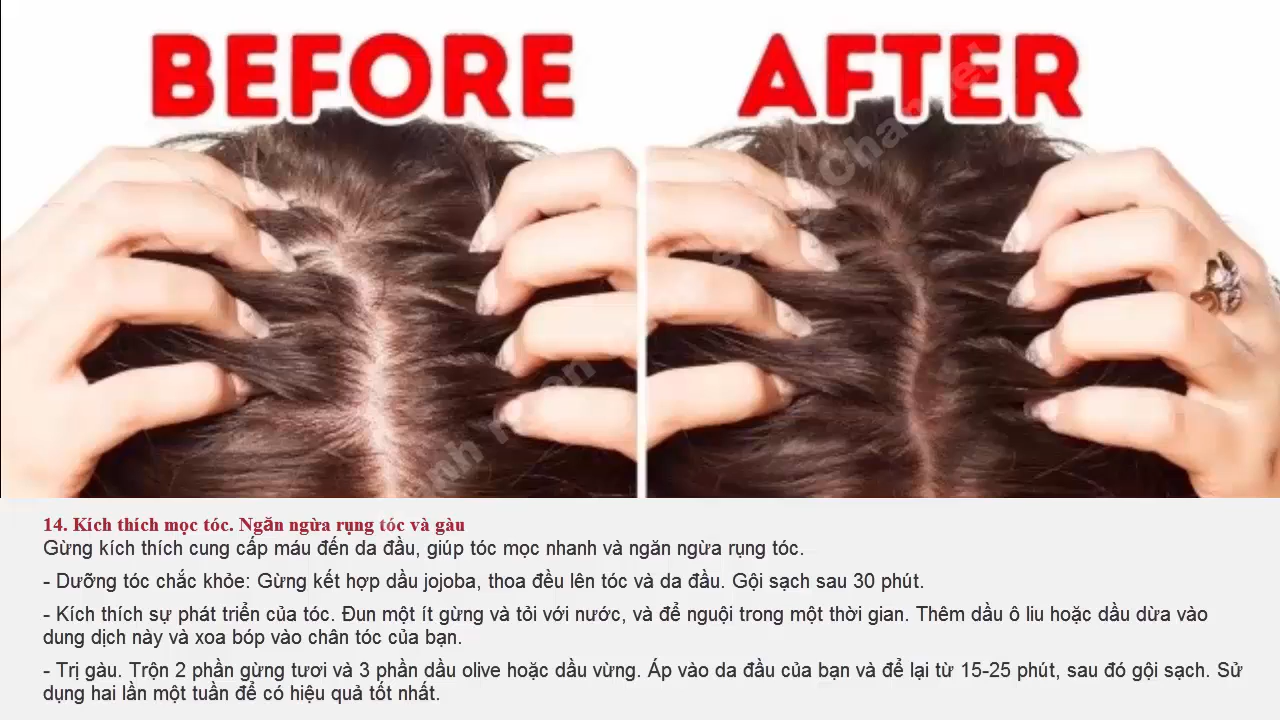 BEFORE
AFTER
14. Kích thích mọc tóc. Ngăn ngừa rụng tóc và gàu
Gừng kích thích cung cấp máu đến da đầu, giúp tóc mọc nhanh và ngăn ngừa rụng tóc.
- Dưỡng tóc chắc khỏe: Gừng kết hợp dầu jojoba, thoa đều lên tóc và da đầu. Gội sạch sau 30 phút.
- Kích thích sự phát triển của tóc. Đun một ít gừng và tỏi với nước, và để nguội trong một thời gian. Thêm dầu ô liu hoặc dầu dừa vào
dung dịch này và xoa bóp vào chân tóc của bạn.
- Trị gàu. Trộn 2 phần gừng tươi và 3 phần dầu olive hoặc dầu vừng. Áp vào da đầu của bạn và để lại từ 15-25 phút, sau đó gội sạch. Sử
dụng hai lần một tuần để có hiệu quả tốt nhất.